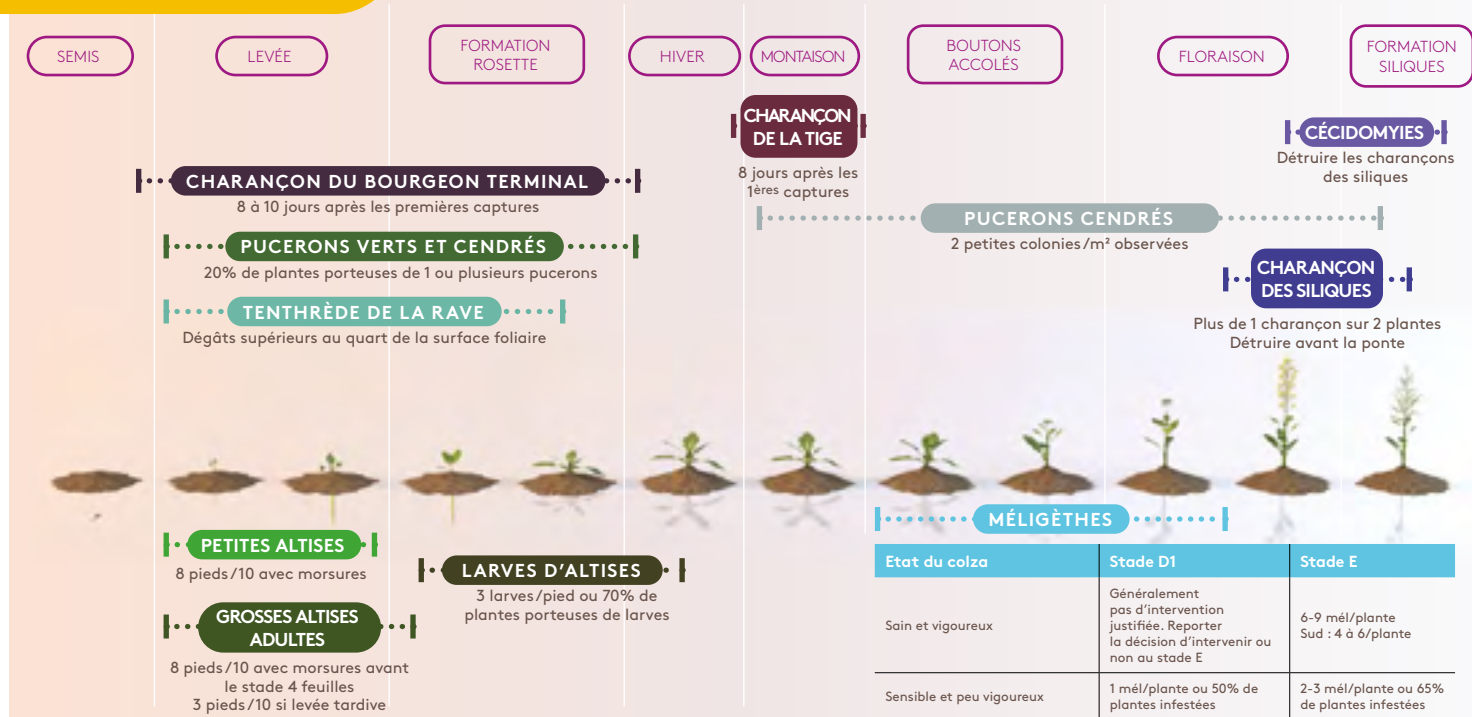 SEMIS
LEVÉE
FORMATION
ROSETTE
HIVER
MONTAISON
BOUTONS
ACCOLÉS
FLORAISON
FORMATION
SILIQUES
CHARANÇON
DE LA TIGE
8 jours après les
1ères captures
CÉCIDOMYIES
Détruire les charançons
des siliques
CHARANÇON DU BOURGEON TERMINAL
8 à 10 jours après les premières captures
PUCERONS CENDRÉS
2 petites colonies/m² observées
PUCERONS VERTS ET CENDRÉS
20% de plantes porteuses de 1 ou plusieurs pucerons
CHARANÇON
DES SILIQUES
Plus de 1 charançon sur 2 plantes
Détruire avant la ponte
TENTHRÈDE DE LA RAVE
Dégâts supérieurs au quart de la surface foliaire
PETITES ALTISES
8 pieds/10 avec morsures
LARVES D'ALTISES
3 larves/pied ou 70% de
plantes porteuses de larves
GROSSES ALTISES
ADULTES
8 pieds/10 avec morsures avant
le stade 4 feuilles
3 pieds/10 si levée tardive
MÉLIGÈTHES
Etat du colza
Stade D1
Stade E
Sain et vigoureux
Généralement
pas d'intervention
justifiée. Reporter
la décision d'intervenir ou
non au stade E
6-9 mél/plante
Sud : 4 à 6/plante
Sensible et peu vigoureux
1 mél/plante ou 50% de
plantes infestées
2-3 mél/plante ou 65%
de plantes infestées